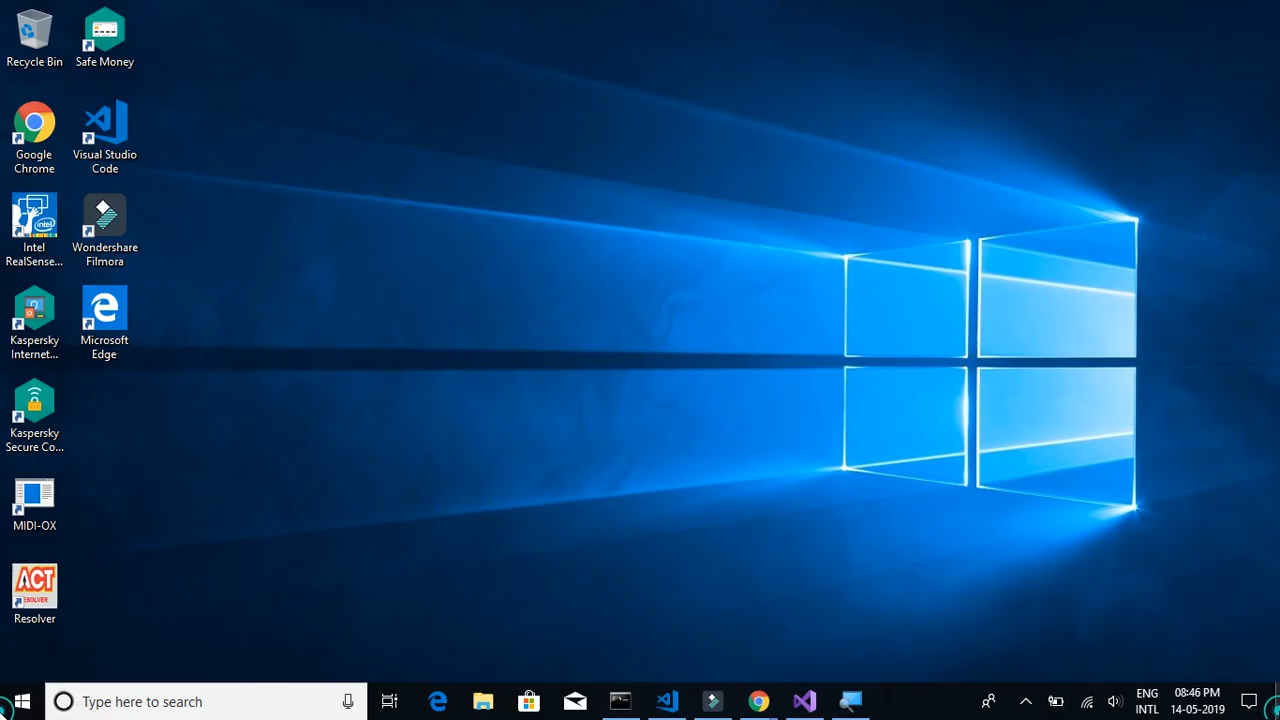 Recycle Bin
Safe Money
Google
Chrome
Visual Studio
Code
intel
Intel
RealSense...
Wondershare
Filmora
Kaspersky
Internet...
Microsoft
Edge
Kaspersky
Secure Co...
MIDI-OX
ACT
RESOLVER
Resolver
Type here to search
ENG
INTL
08:46 PM
14-05-2019